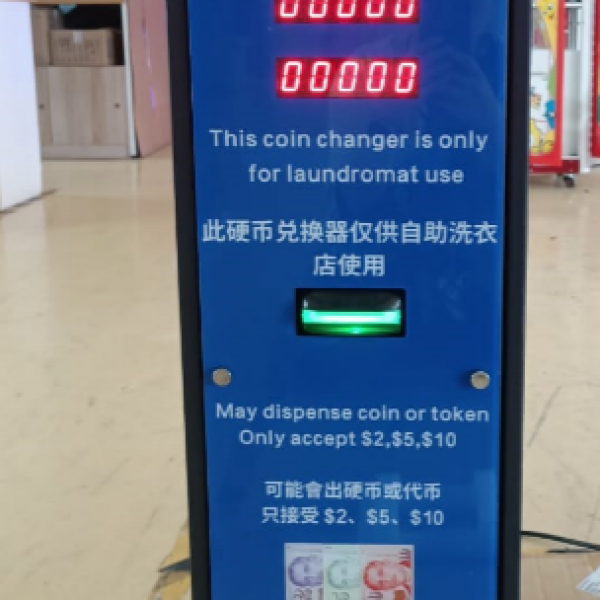 00000
00000
This coin changer is only
for laundromat use
此硬币兑换器仅供自助洗衣
店使用
May dispense coin or token
Only accept $2,$5,$10
可能會出硬币或代币
只接受 $2、$5、$10